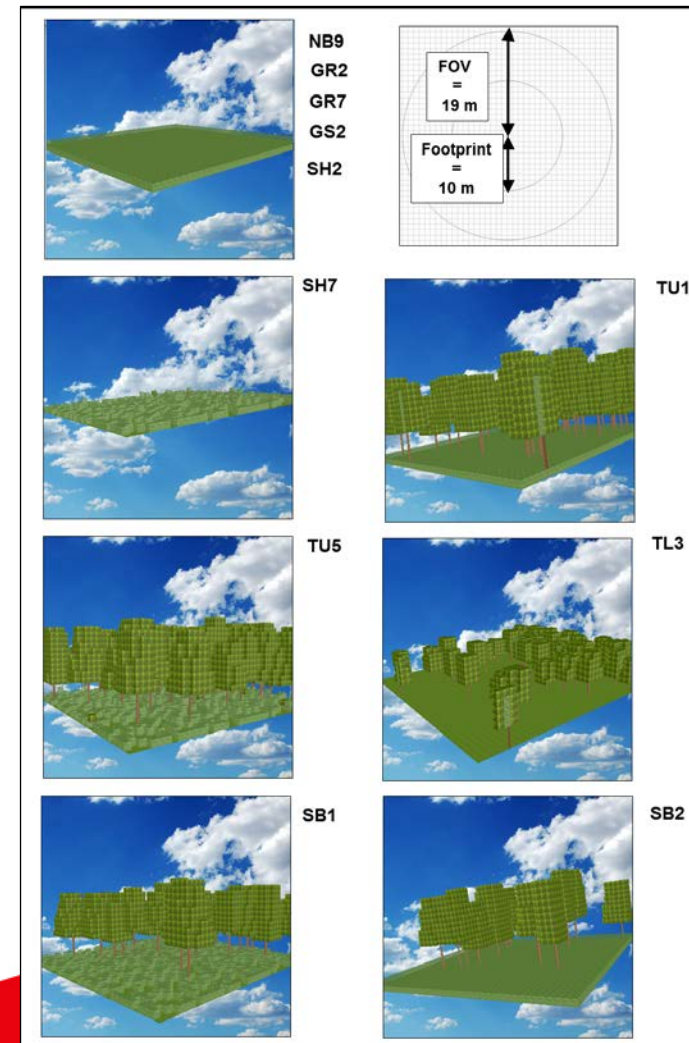 NB9
GR2
GR7
GS2
SH2
FOV
=
19 m
Footprint
=
10 m
SH7
TU1
TU5
TL3
SB1
SB2